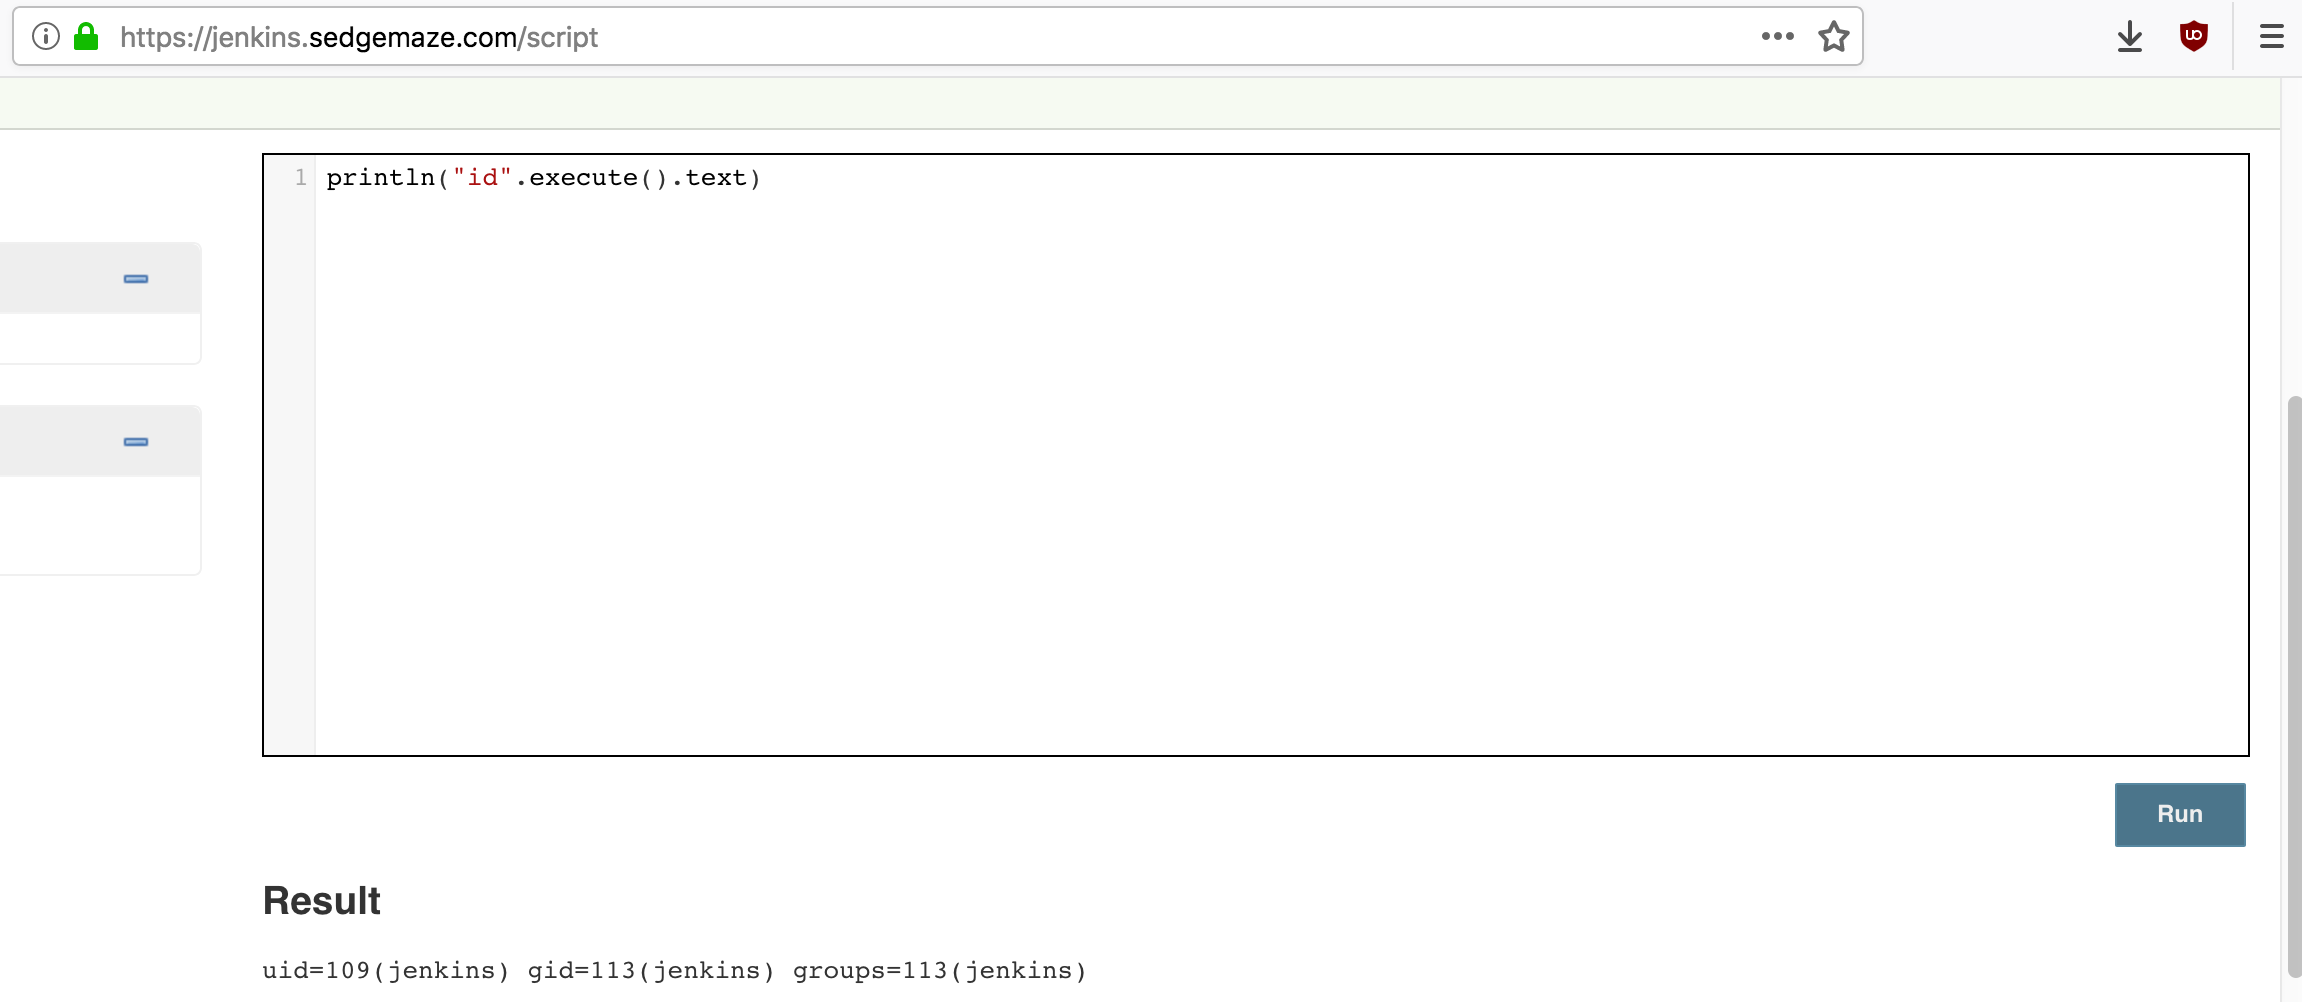 https://jenkins.sedgemaze.com/script
1 println("id".execute().text)
Run
Result
uid=109(jenkins) gid=113(jenkins) groups=113(jenkins)